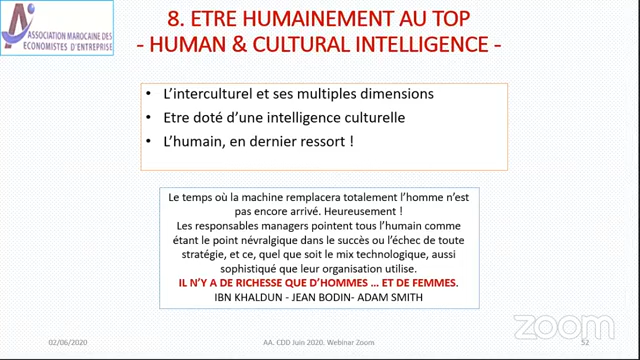 ASSOCIATION MAROCAINE DES
ECONOMISTES D'ENTREPRISE
8. ETRE HUMAINEMENT AU TOP
- HUMAN & CULTURAL INTELLIGENCE -
• L'interculturel et ses multiples dimensions
• Etre doté d'une intelligence culturelle
• L'humain, en dernier ressort !
Le temps où la machine remplacera totalement l'homme n'est
pas encore arrivé. Heureusement !
Les responsables managers pointent tous l'humain comme
étant le point névralgique dans le succès ou l'échec de toute
stratégie, et ce, quel que soit le mix technologique, aussi
sophistiqué que leur organisation utilise.
IL N'Y A DE RICHESSE QUE D'HOMMES ... ET DE FEMMES.
IBN KHALDUN - JEAN BODIN- ADAM SMITH
02/06/2020
AA. CDD Juin 2020. Webinar Zoom
52
zoom